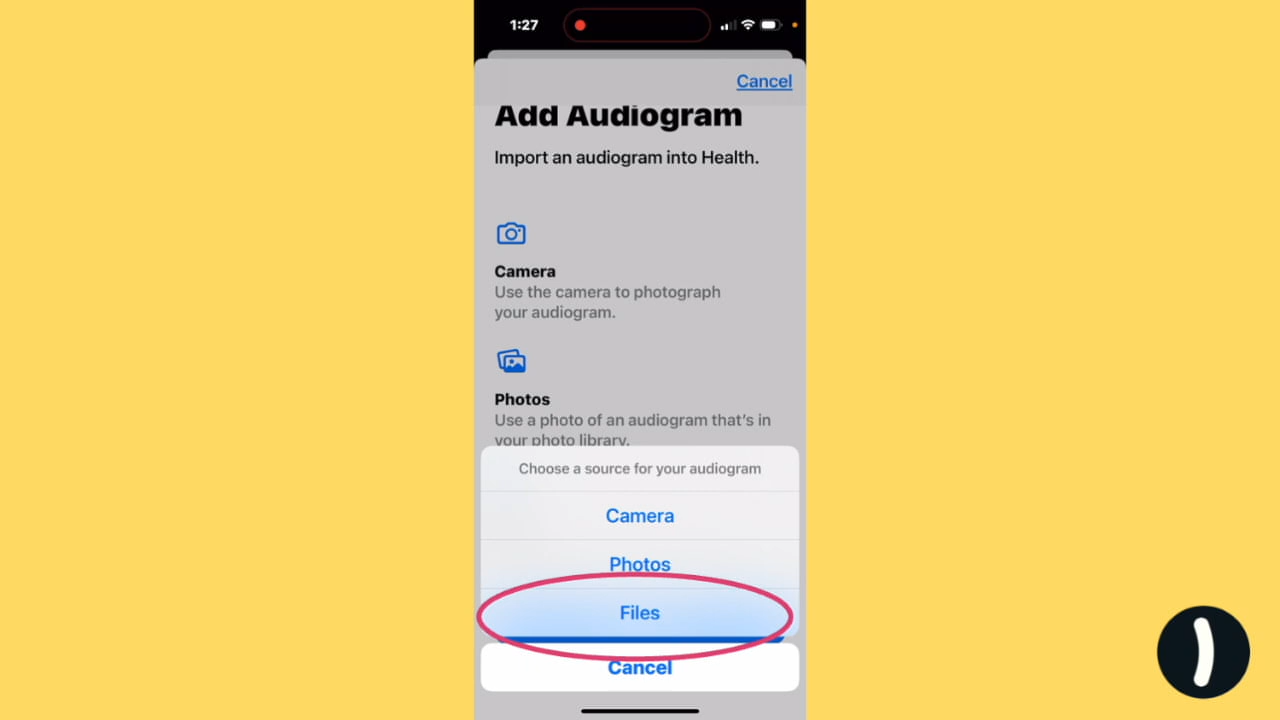 1:27
Cancel
Add Audiogram
Import an audiogram into Health.
Camera
Use the camera to photograph
your audiogram.
Photos
Use a photo of an audiogram that's in
your photo library.
Choose a source for your audiogram
Camera
Photos
Files
Cancel